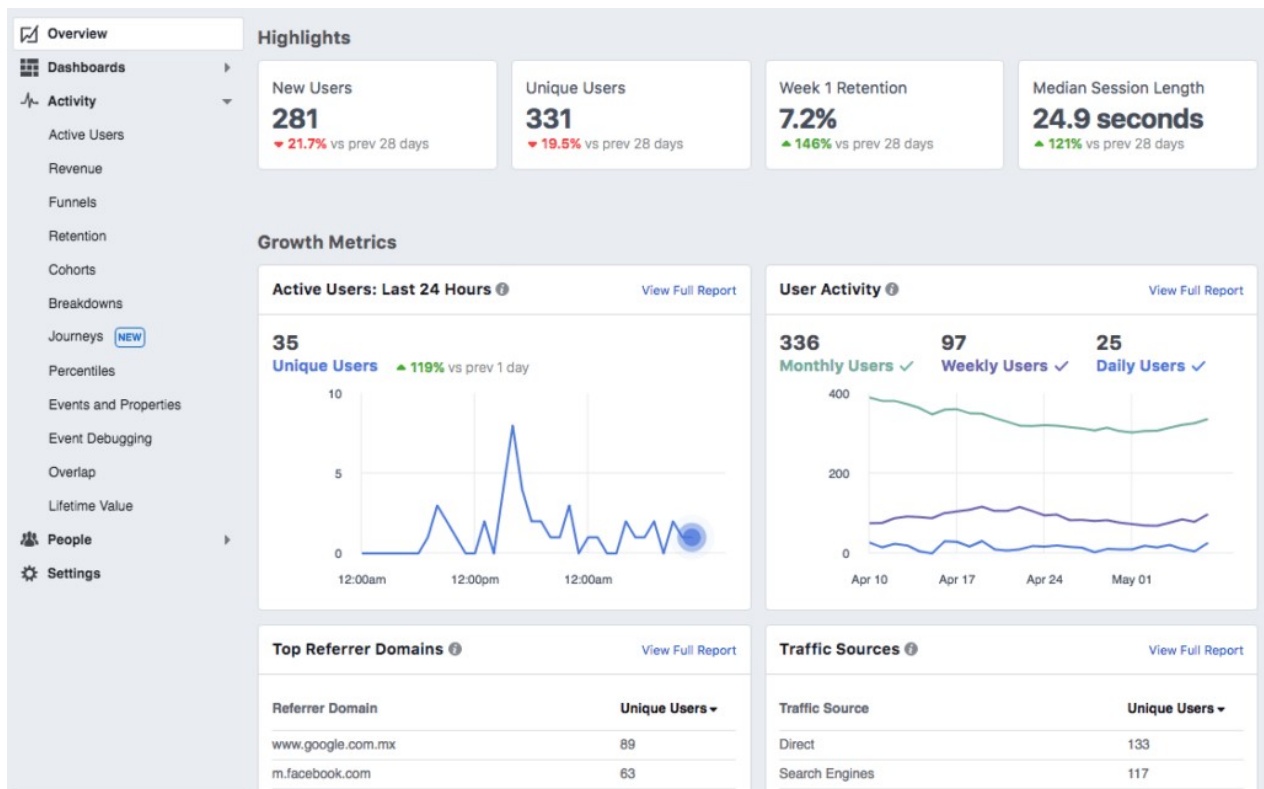 Overview
Dashboards
Activity
Active Users
Revenue
Funnels
Retention
Cohorts
Breakdowns
Journeys NEW
Percentiles
Events and Properties
Event Debugging
Overlap
Lifetime Value
People
Settings
Highlights
New Users
281
21.7% vs prev 28 days
Unique Users
331
19.5% vs prev 28 days
Week 1 Retention
7.2%
146% vs prev 28 days
Median Session Length
24.9 seconds
121% vs prev 28 days
Growth Metrics
Active Users: Last 24 Hours View Full Report
35
Unique Users 119% vs prev 1 day
10
5
0
12:00am 12:00pm 12:00am
User Activity View Full Report
336 97 25
Monthly Users Weekly Users Daily Users
400
200
0
Apr 10 Apr 17 Apr 24 May 01
Top Referrer Domains View Full Report
Referrer Domain Unique Users
www.google.com.mx 89
m.facebook.com 63
Traffic Sources View Full Report
Traffic Source Unique Users
Direct 133
Search Engines 117